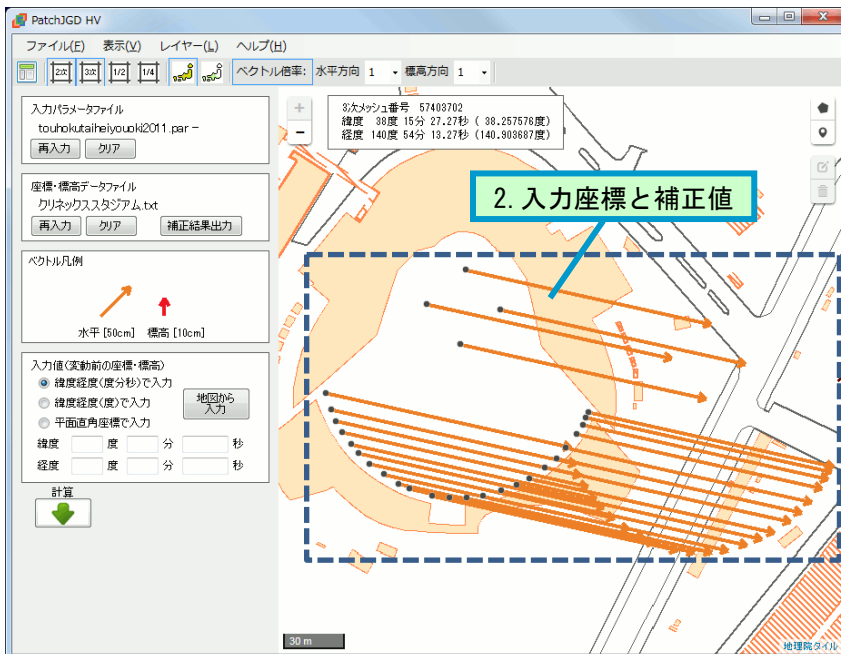 PatchJGD HV
ファイル(F) 表示(V) レイヤー(L) ヘルプ(H)
2次 3次 1/2 1/4 ベクトル倍率: 水平方向 1 標高方向 1
入力パラメータファイル
touhokutaiheiyouoki2011.par -
再入力 クリア
座標・標高データファイル
クリネックススタジアム.txt
再入力 クリア 補正結果出力
ベクトル凡例
水平 [50cm] 標高 [10cm]
入力値(変動前の座標・標高)
緯度経度(度分秒)で入力
緯度経度(度)で入力
平面直角座標で入力
地図から
入力
緯度 度 分 秒
経度 度 分 秒
計算
+
-
3次メッシュ番号 57403702
緯度 38度 15分 27.27秒 ( 38.257576度)
経度 140度 54分 13.27秒 (140.903687度)
2. 入力座標と補正値
30 m
地理院タイル